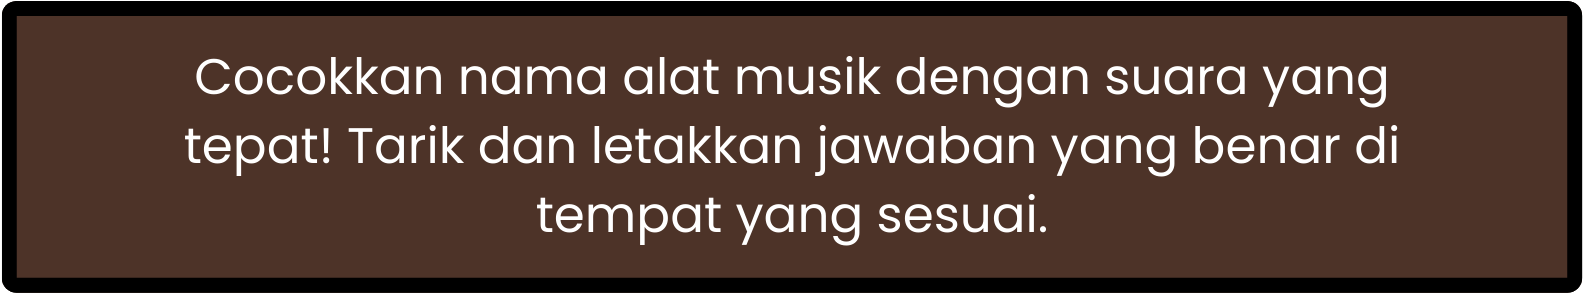 Cocokkan nama alat musik dengan suara yang
tepat! Tarik dan letakkan jawaban yang benar di
tempat yang sesuai.